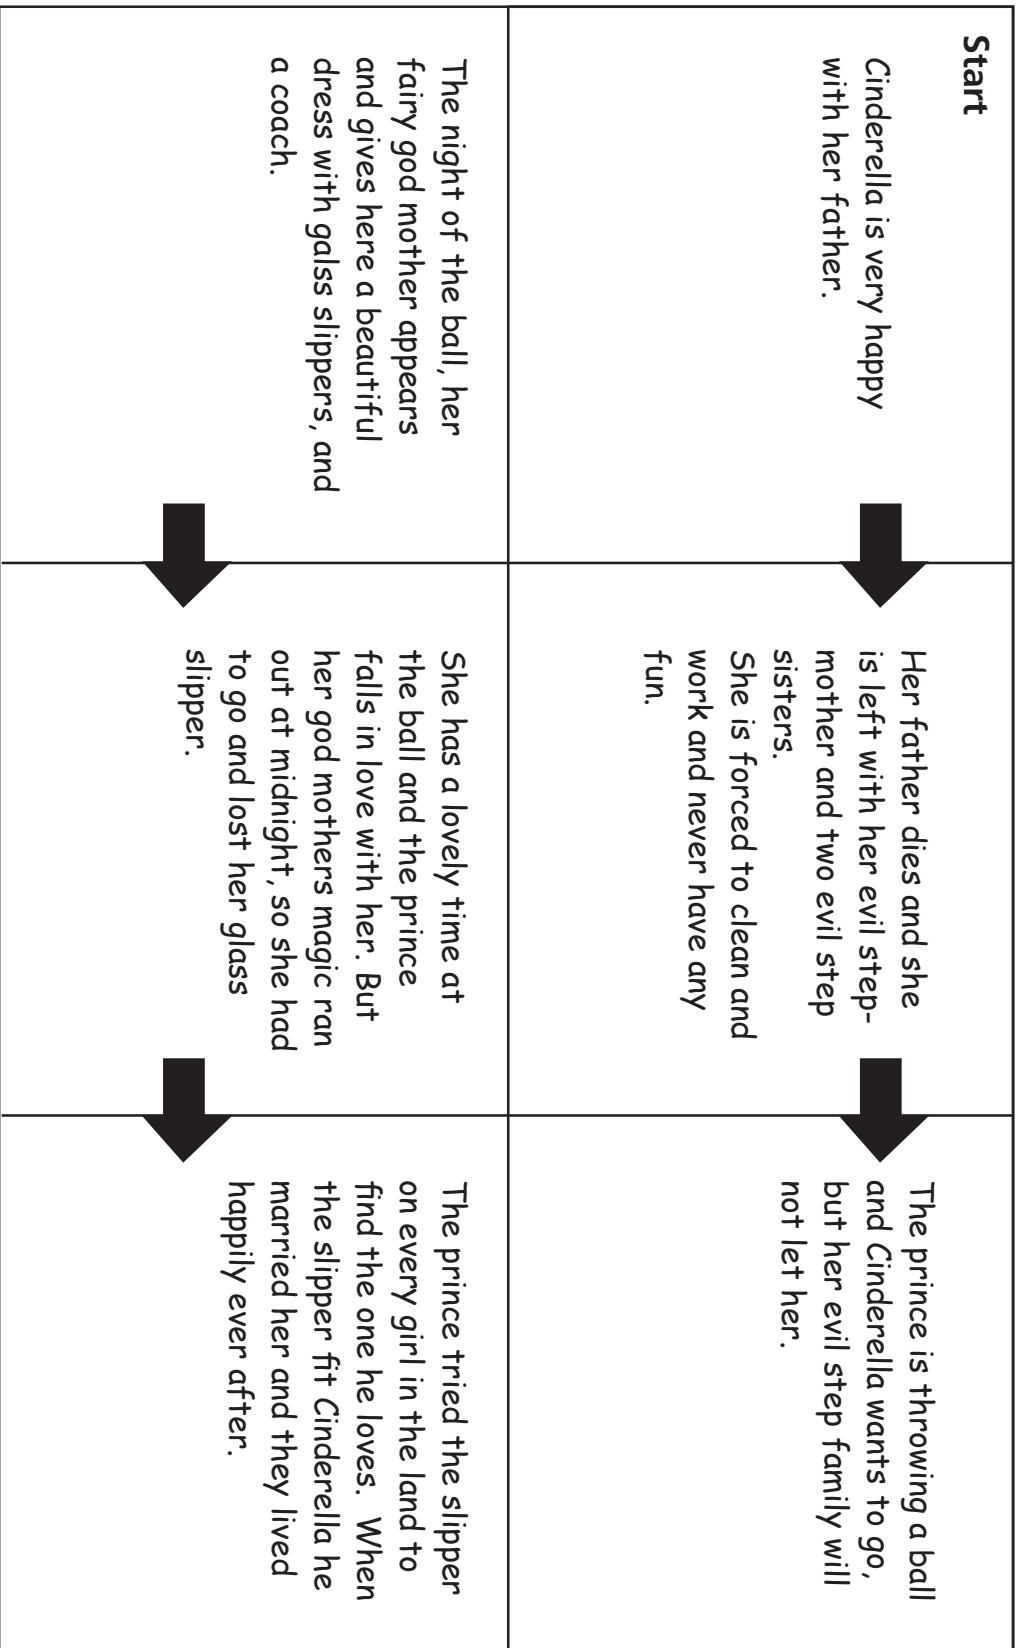 Start
Cinderella is very happy
with her father.
Her father dies and she
is left with her evil step-
mother and two evil step
sisters.
She is forced to clean and
work and never have any
fun.
The prince is throwing a ball
and Cinderella wants to go,
but her evil step family will
not let her.
The night of the ball, her
fairy god mother appears
and gives here a beautiful
dress with galss slippers, and
a coach.
She has a lovely time at
the ball and the prince
falls in love with her. But
her god mothers magic ran
out at midnight, so she had
to go and lost her glass
slipper.
The prince tried the slipper
on every girl in the land to
find the one he loves. When
the slipper fit Cinderella he
married her and they lived
happily ever after.